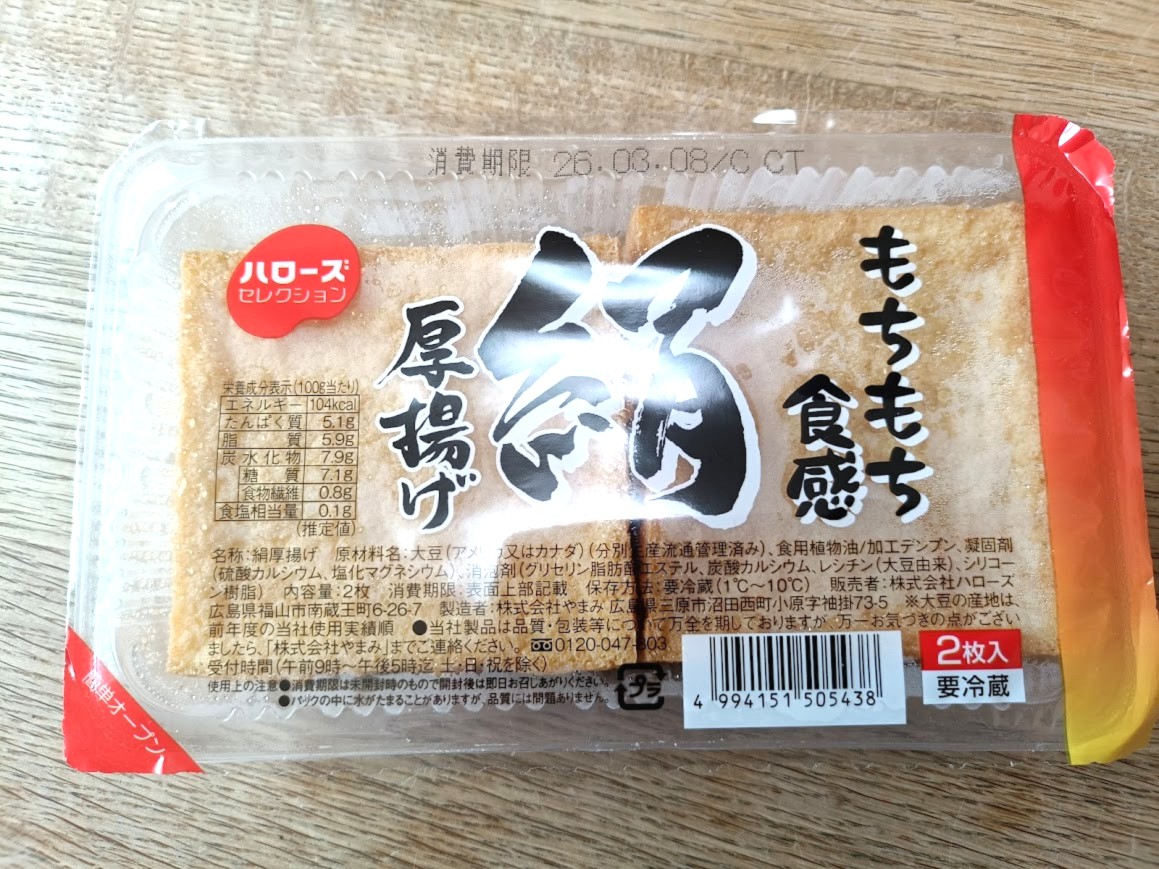 消費期限 26.03.08/C CT
ハローズ
セレクション
もちもち
食感
絹
厚揚げ
栄養成分表示(100g当たり)
エネルギー 104kcal
たんぱく質 5.1g
脂質 5.9g
炭水化物 7.9g
糖質 7.1g
食物繊維 0.8g
食塩相当量 0.1g
(推定値)
名称:絹厚揚げ 原材料名:大豆(アメリカ又はカナダ)(分別生産流通管理済み)、食用植物油/加工デンプン、凝固剤
(硫酸カルシウム、塩化マグネシウム)、消泡剤(グリセリン脂肪酸エステル、炭酸カルシウム、レシチン(大豆由来)、シリコー
ン樹脂) 内容量:2枚 消費期限:表面上部記載 保存方法:要冷蔵(1℃〜10℃) 販売者:株式会社ハローズ
広島県福山市南蔵王町6-26-7 製造者:株式会社やまみ 広島県三原市沼田西町小原字袖掛73-5 ※大豆の産地は、
前年度の当社使用実績順 ●当社製品は品質・包装等について万全を期しておりますが、万一お気づきの点がござい
ましたら、「株式会社やまみ」までご連絡ください。 0120-047-803
受付時間(午前9時〜午後5時迄 土・日・祝を除く)
使用上の注意●消費期限は未開封時のもので開封後は即日お召しあがりください。
●パックの中に水がたまることがありますが、品質には問題ありません。
プラ
4 994151 505438
2枚入
要冷蔵
簡単オープン